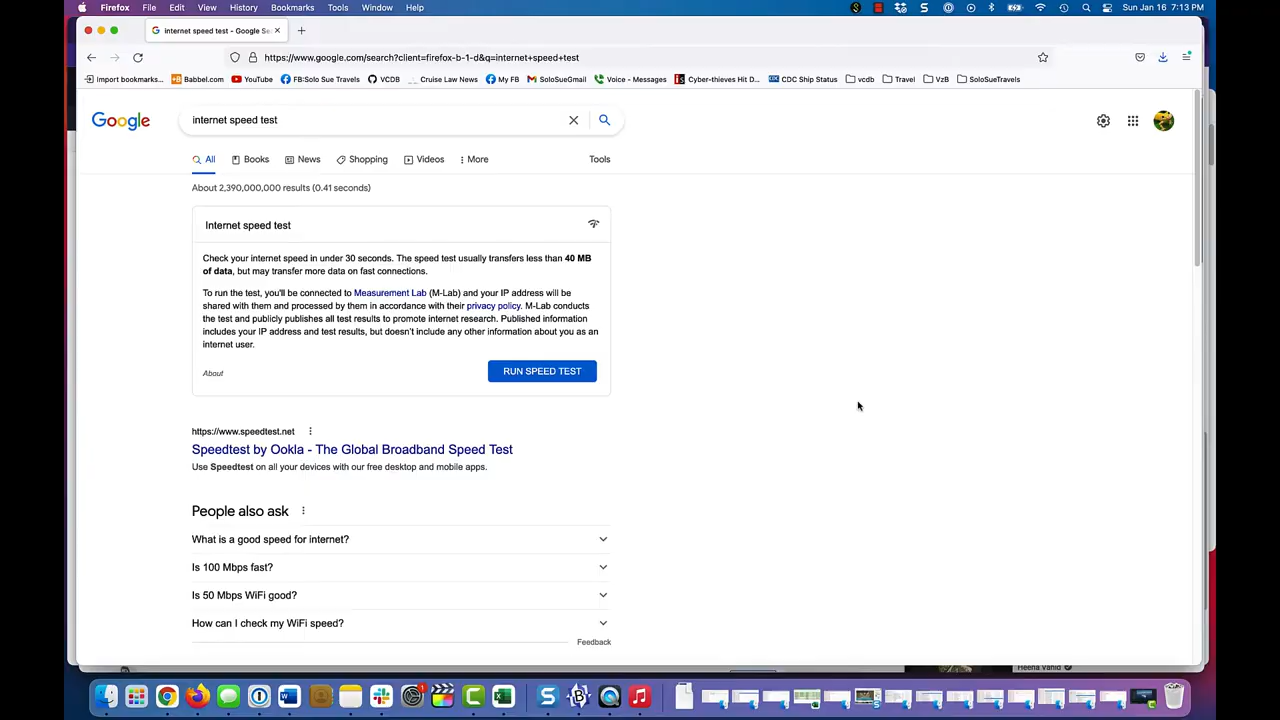 Firefox File Edit View History Bookmarks Tools Window Help Sun Jan 16 7:13 PM
internet speed test - Google Se
https://www.google.com/search?client=firefox-b-1-d&q=internet+speed+test
Import bookmarks... Babbel.com YouTube FB:Solo Sue Travels VCDB Cruise Law News My FB SoloSueGmail Voice - Messages Cyber-thieves Hit D... CDC Ship Status vcdb Travel VzB SoloSueTravels
Google internet speed test
All Books News Shopping Videos More Tools
About 2,390,000,000 results (0.41 seconds)
Internet speed test
Check your internet speed in under 30 seconds. The speed test usually transfers less than 40 MB
of data, but may transfer more data on fast connections.
To run the test, you'll be connected to Measurement Lab (M-Lab) and your IP address will be
shared with them and processed by them in accordance with their privacy policy. M-Lab conducts
the test and publicly publishes all test results to promote internet research. Published information
includes your IP address and test results, but doesn't include any other information about you as an
internet user.
About RUN SPEED TEST
https://www.speedtest.net
Speedtest by Ookla - The Global Broadband Speed Test
Use Speedtest on all your devices with our free desktop and mobile apps.
People also ask
What is a good speed for internet?
Is 100 Mbps fast?
Is 50 Mbps WiFi good?
How can I check my WiFi speed?
Feedback
Heena Vahid